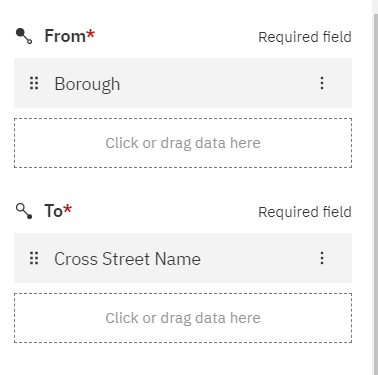 From* Required field
Borough
Click or drag data here
To* Required field
Cross Street Name
Click or drag data here